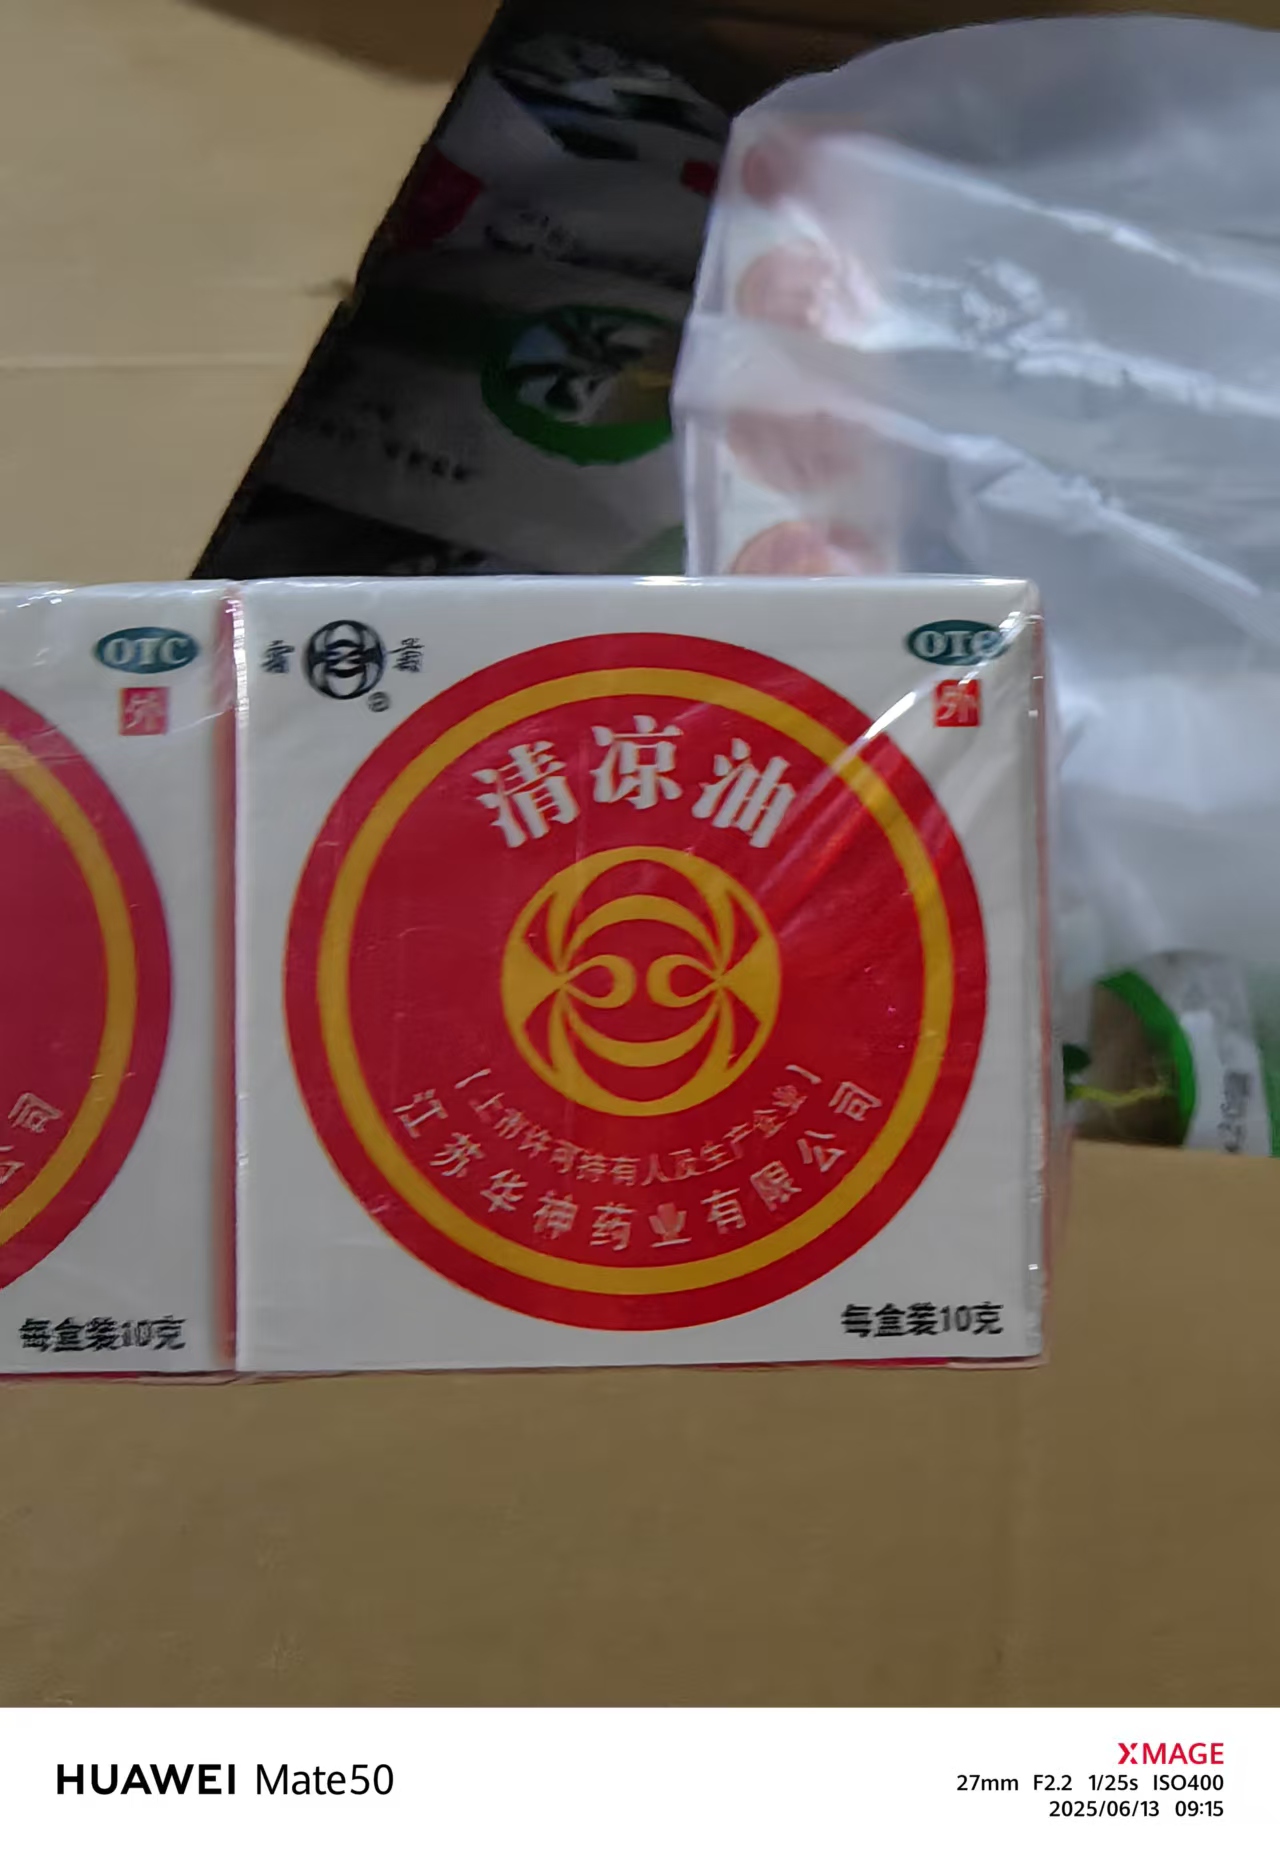 OTC
外
司
每盒装10克
OTC
外
清凉油
【上市许可持有人及生产企业】
江苏华神药业有限公司
每盒装10克
HUAWEI Mate50
XMAGE
27mm F2.2 1/25s ISO400
2025/06/13 09:15